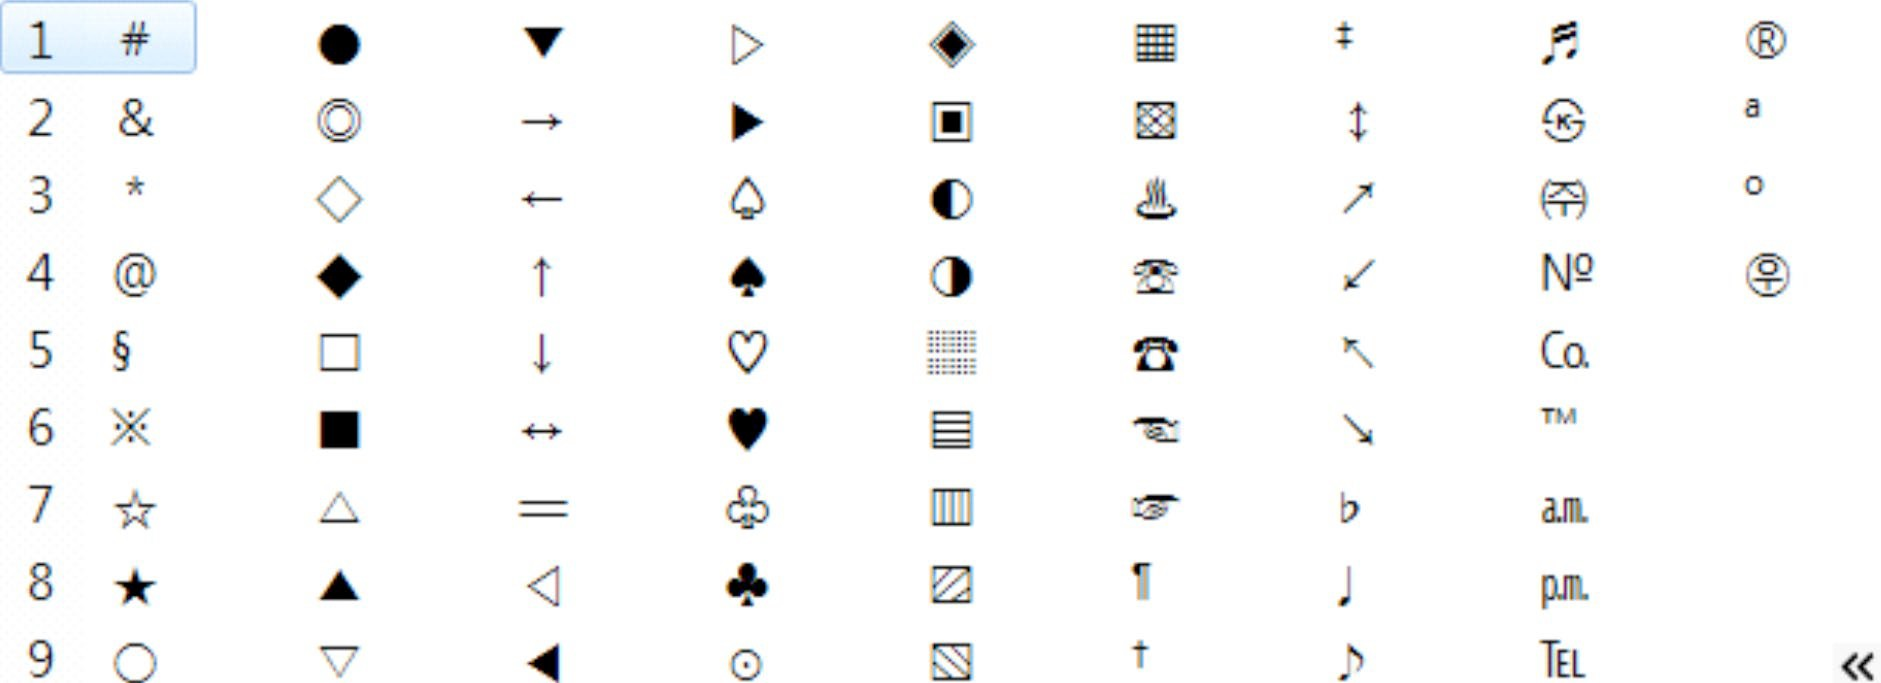 1 # ● ▼ ▷ ◈ ▦ ‡ ♬ ®
2 & ◎ → ▶ ▣ ▩ ↕ ㉿ ª
3 * ◇ ← ♤ ◐ ♨ ↗ ㈜ º
4 @ ◆ ↑ ♠ ◑ ☏ ↙ № ㉾
5 § □ ↓ ♡ ▒ ☎ ↖ ㏇
6 ※ ■ ↔ ♥ ▤ ☜ ↘ ™
7 ☆ △ 〓 ♧ ▥ ☞ ♭ ㏂
8 ★ ▲ ◁ ♣ ▨ ¶ ♩ ㏘
9 ○ ▽ ◀ ⊙ ▧ † ♪ ℡ «